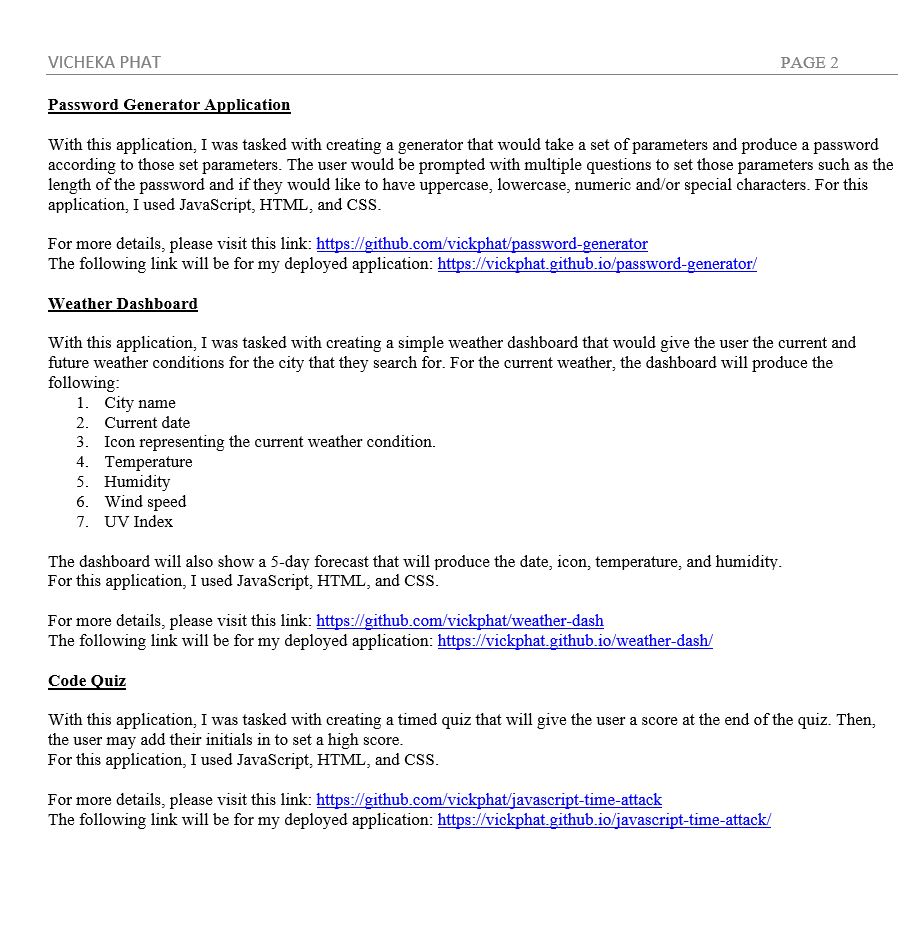 VICHEKA PHAT PAGE 2
Password Generator Application
With this application, I was tasked with creating a generator that would take a set of parameters and produce a password
according to those set parameters. The user would be prompted with multiple questions to set those parameters such as the
length of the password and if they would like to have uppercase, lowercase, numeric and/or special characters. For this
application, I used JavaScript, HTML, and CSS.
For more details, please visit this link: https://github.com/vickphat/password-generator
The following link will be for my deployed application: https://vickphat.github.io/password-generator/
Weather Dashboard
With this application, I was tasked with creating a simple weather dashboard that would give the user the current and
future weather conditions for the city that they search for. For the current weather, the dashboard will produce the
following:
1. City name
2. Current date
3. Icon representing the current weather condition.
4. Temperature
5. Humidity
6. Wind speed
7. UV Index
The dashboard will also show a 5-day forecast that will produce the date, icon, temperature, and humidity.
For this application, I used JavaScript, HTML, and CSS.
For more details, please visit this link: https://github.com/vickphat/weather-dash
The following link will be for my deployed application: https://vickphat.github.io/weather-dash/
Code Quiz
With this application, I was tasked with creating a timed quiz that will give the user a score at the end of the quiz. Then,
the user may add their initials in to set a high score.
For this application, I used JavaScript, HTML, and CSS.
For more details, please visit this link: https://github.com/vickphat/javascript-time-attack
The following link will be for my deployed application: https://vickphat.github.io/javascript-time-attack/